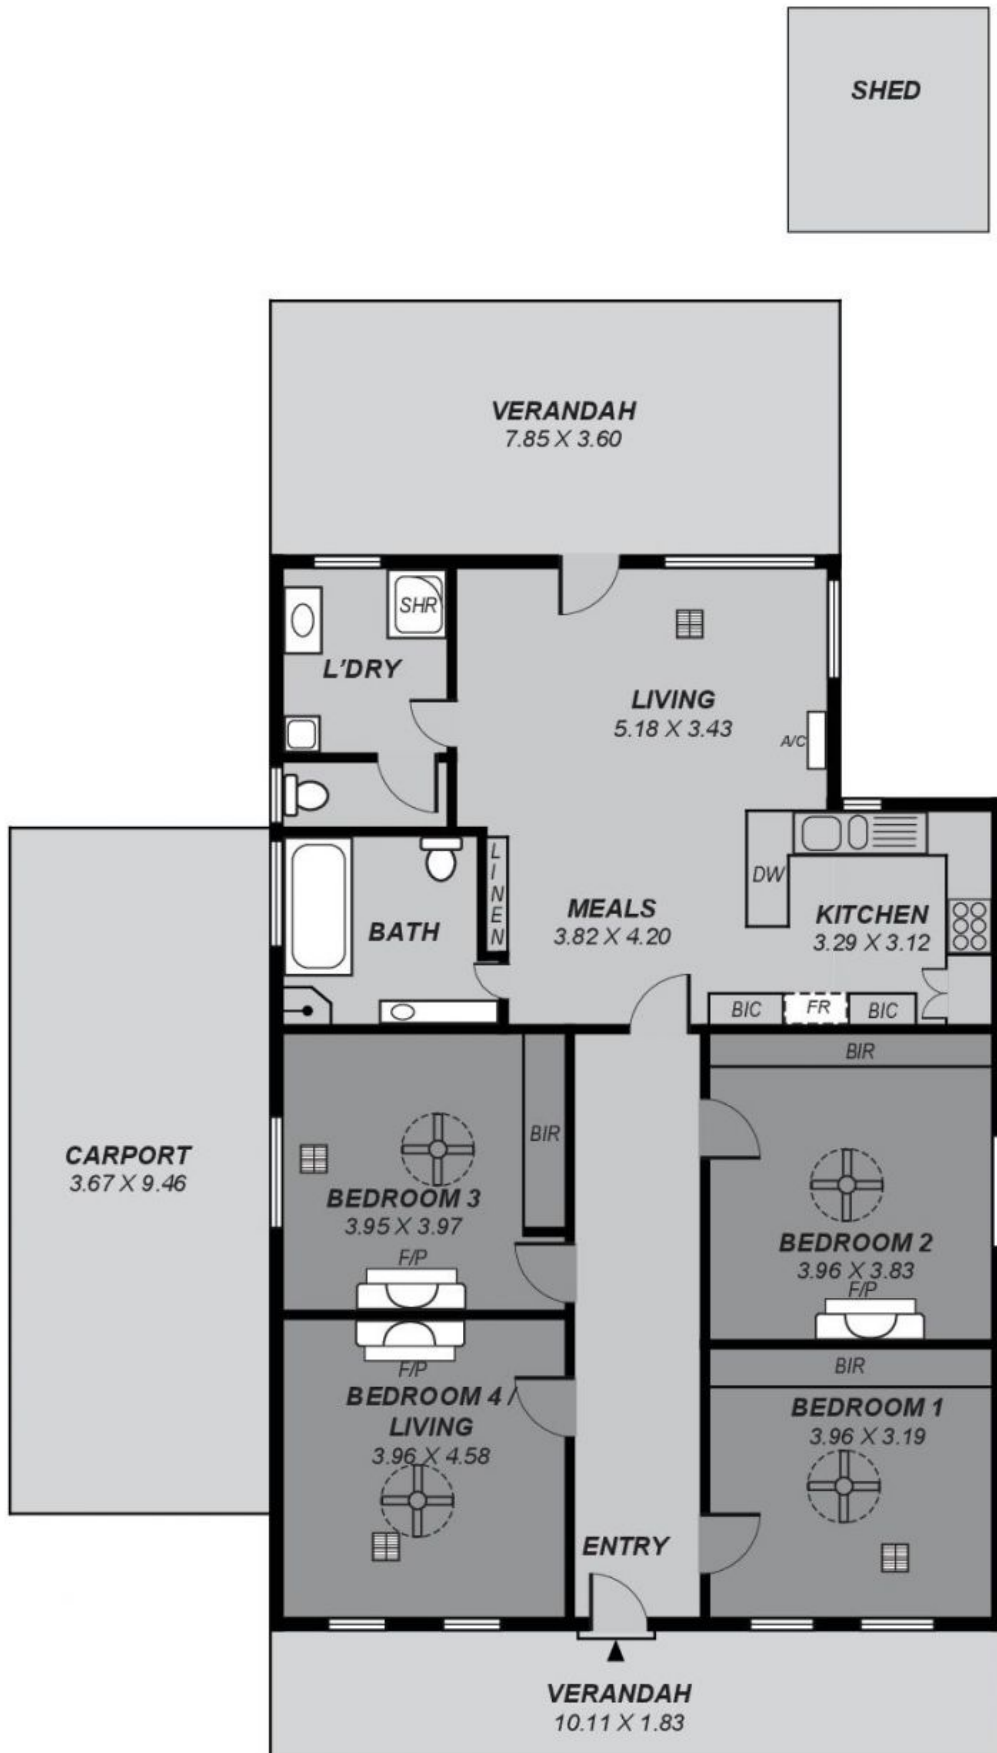 SHED
VERANDAH
7.85 X 3.60
SHR
L'DRY
LIVING
5.18 X 3.43
A/C
LINEN
DW
MEALS
3.82 X 4.20
KITCHEN
3.29 X 3.12
BATH
BIC
FR
BIC
BIR
BIR
CARPORT
3.67 X 9.46
BEDROOM 3
3.95 X 3.97
F/P
BEDROOM 2
3.96 X 3.83
F/P
F/P
BEDROOM 4 /
LIVING
3.96 X 4.58
BIR
BEDROOM 1
3.96 X 3.19
ENTRY
VERANDAH
10.11 X 1.83